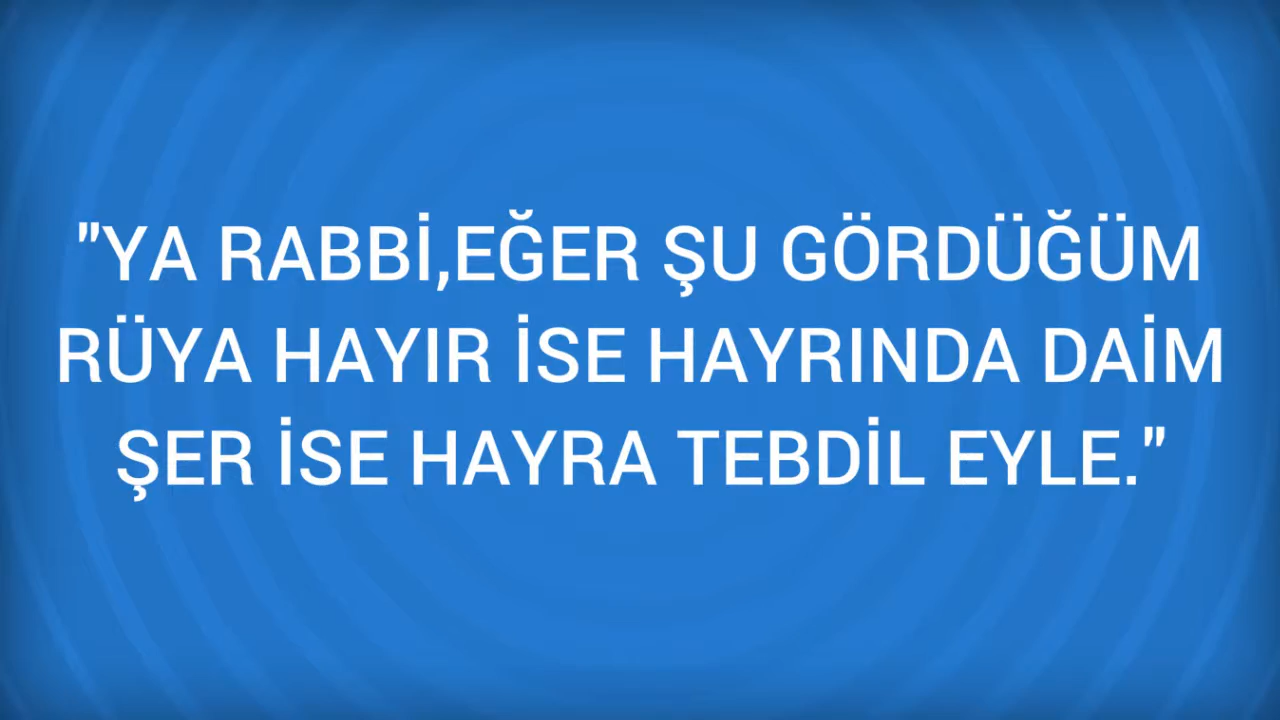 "YA RABBİ,EĞER ŞU GÖRDÜĞÜM
RÜYA HAYIR İSE HAYRINDA DAİM
ŞER İSE HAYRA TEBDİL EYLE."